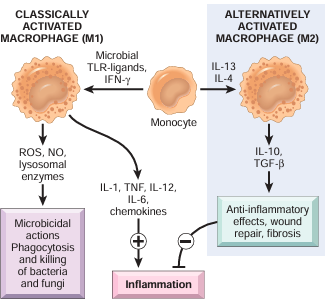 CLASSICALLY
ACTIVATED
MACROPHAGE (M1)
ALTERNATIVELY
ACTIVATED
MACROPHAGE (M2)
Microbial
TLR-ligands,
IFN-γ
IL-13
IL-4
Monocyte
ROS, NO,
lysosomal
enzymes
IL-1, TNF, IL-12,
IL-6,
chemokines
IL-10,
TGF-β
Microbicidal
actions
Phagocytosis
and killing
of bacteria
and fungi
Anti-inflammatory
effects, wound
repair, fibrosis
+
−
Inflammation